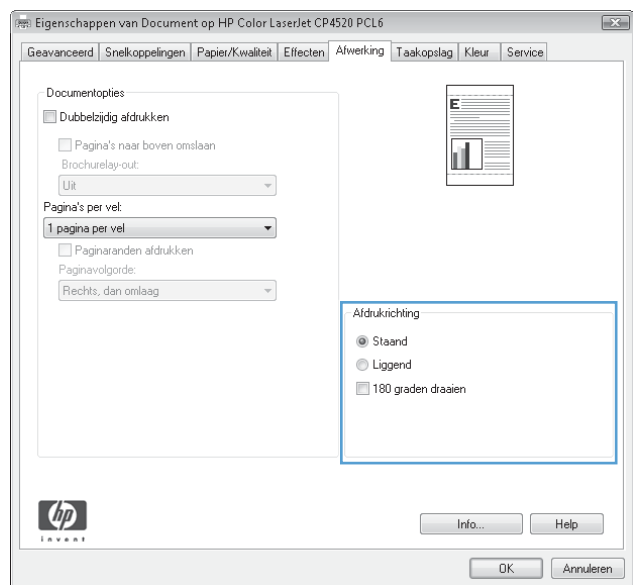 Eigenschappen van Document op HP Color LaserJet CP4520 PCL6
Geavanceerd Snelkoppelingen Papier/Kwaliteit Effecten Afwerking Taakopslag Kleur Service
Documentopties
Dubbelzijdig afdrukken
Pagina's naar boven omslaan
Brochurelay-out:
Uit
Pagina's per vel:
1 pagina per vel
Paginaranden afdrukken
Paginavolgorde:
Rechts, dan omlaag
E
Afdrukrichting
Staand
Liggend
180 graden draaien
hp
invent
Info... Help
OK Annuleren